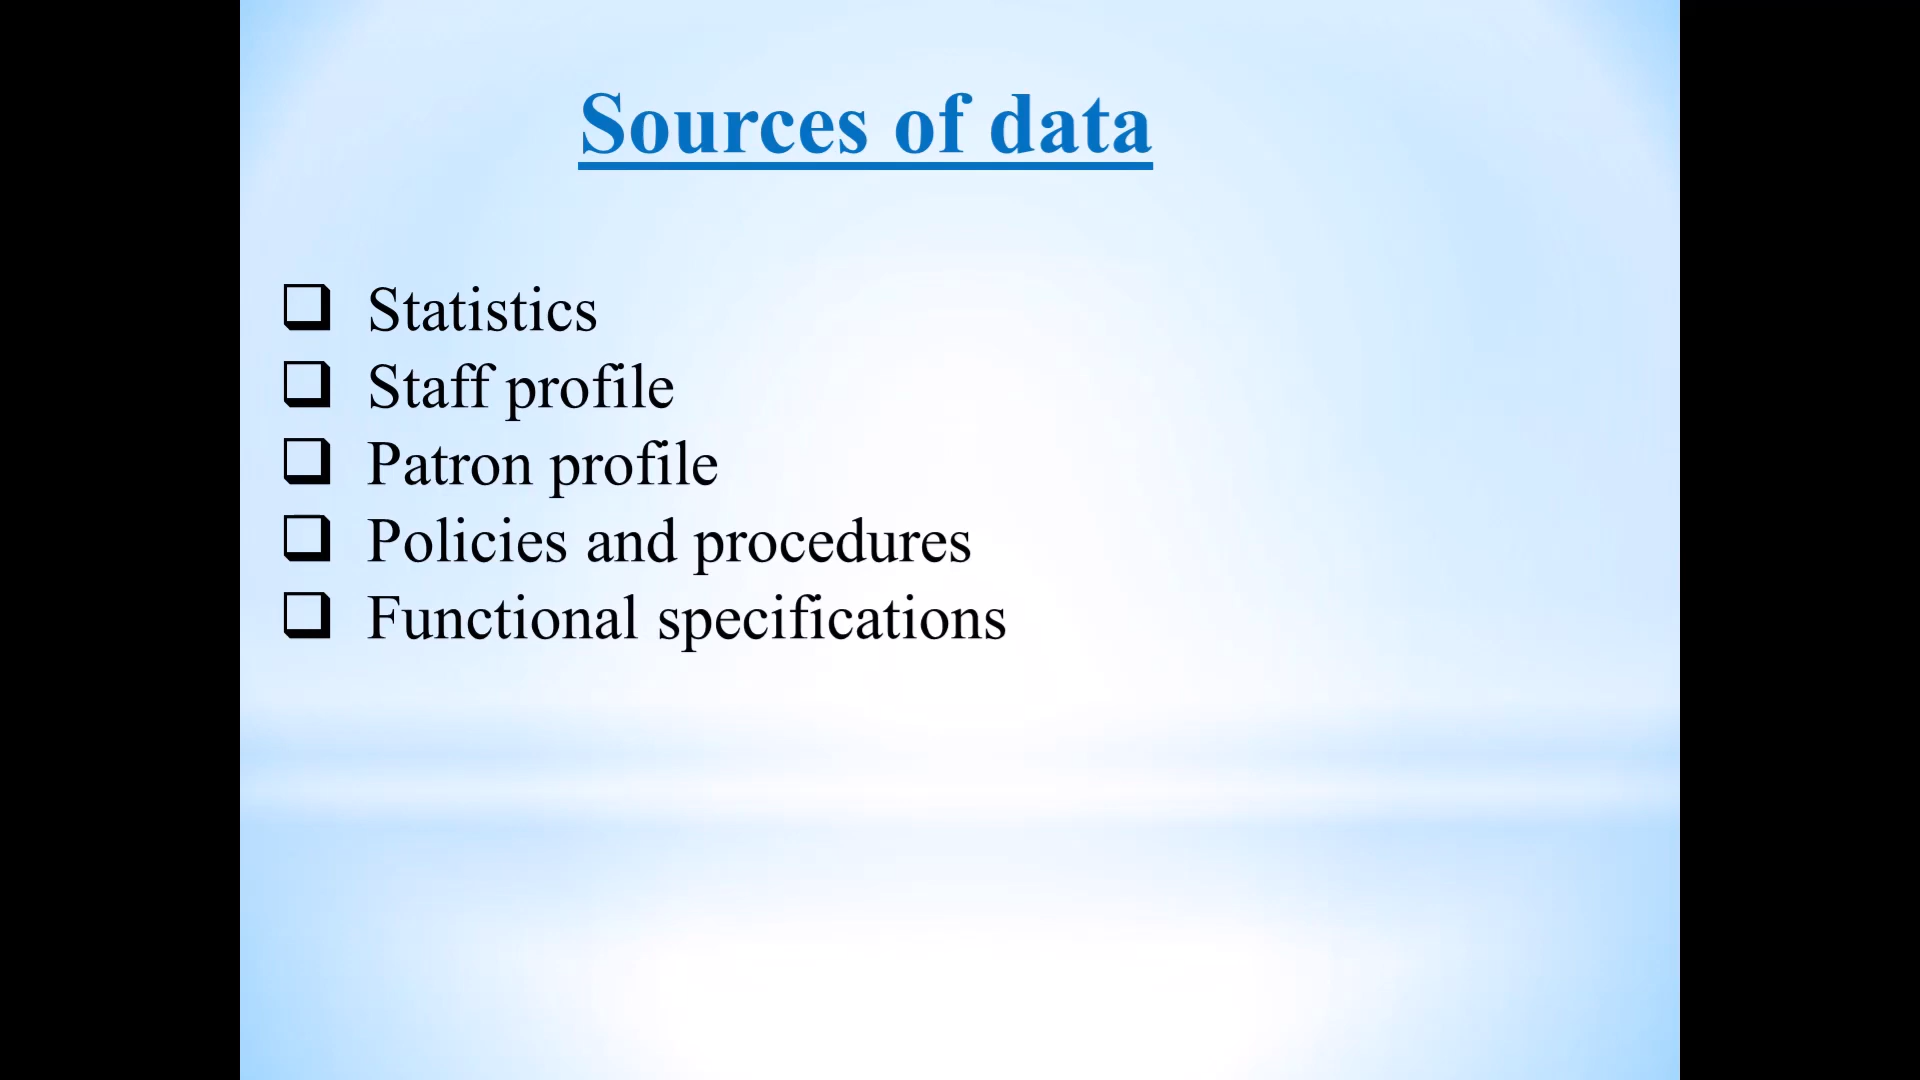 Sources of data
❑ Statistics
❑ Staff profile
❑ Patron profile
❑ Policies and procedures
❑ Functional specifications